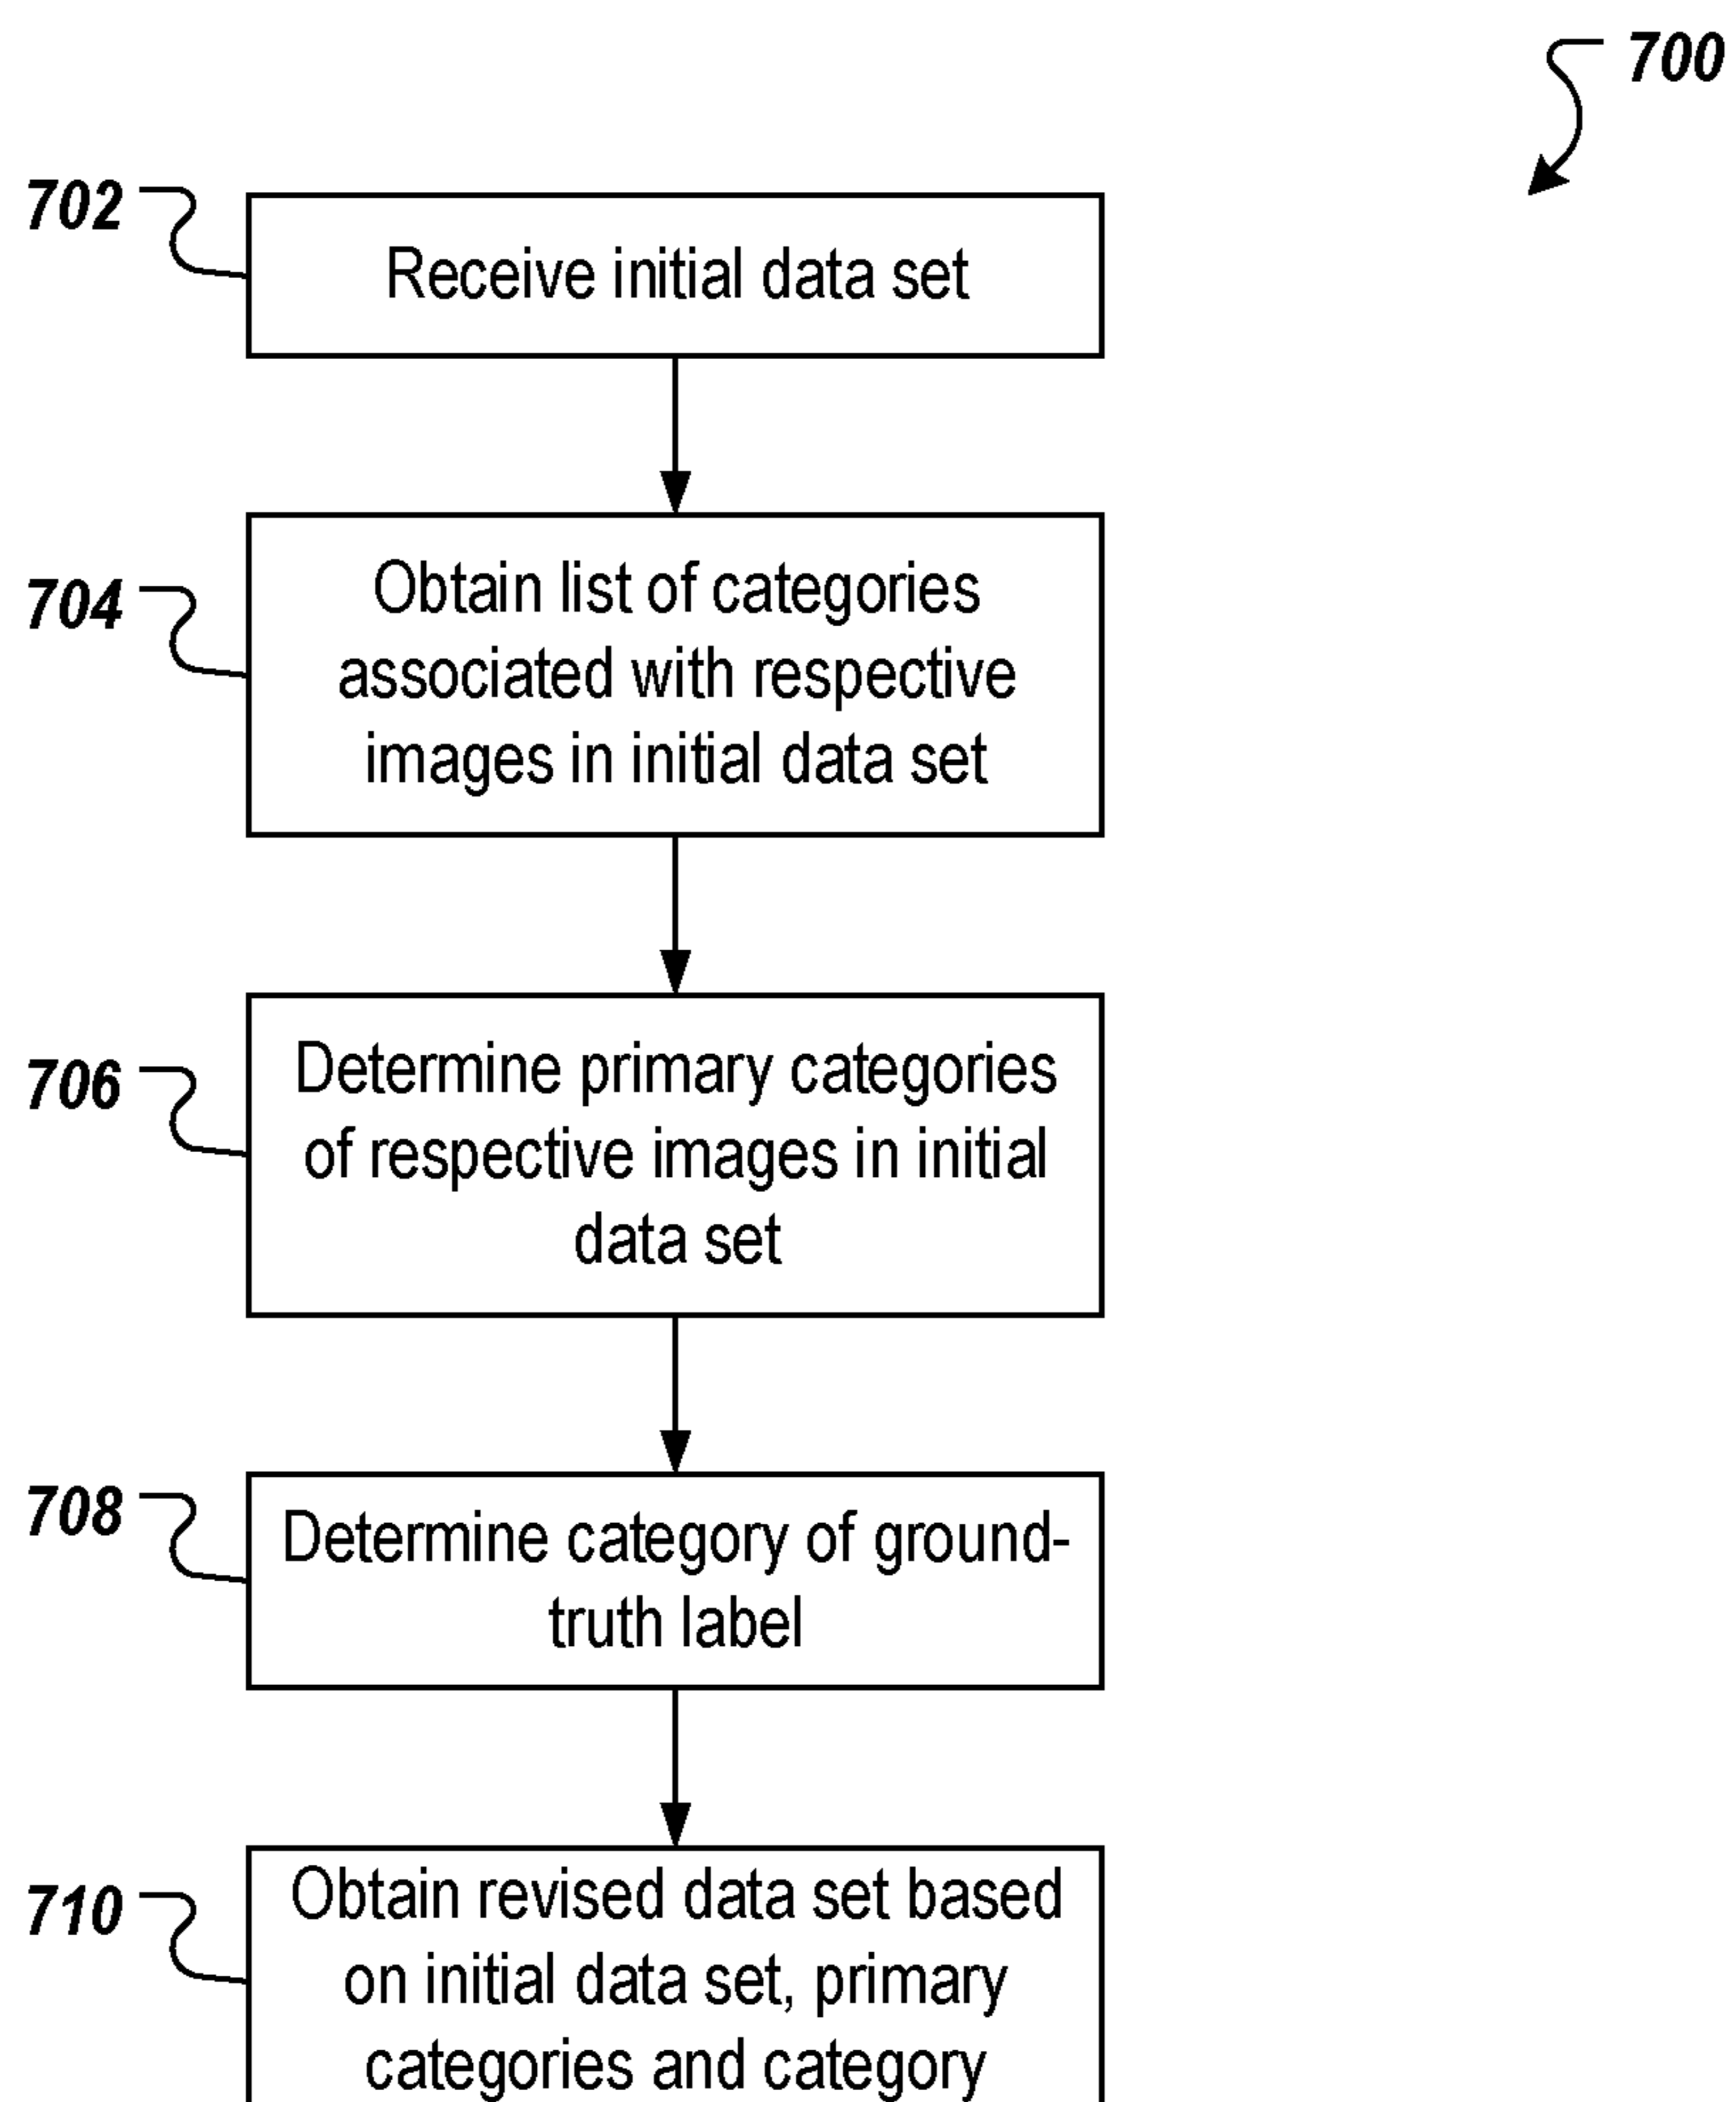 700
702
Receive initial data set
704
Obtain list of categories
associated with respective
images in initial data set
706
Determine primary categories
of respective images in initial
data set
708
Determine category of ground-
truth label
710
Obtain revised data set based
on initial data set, primary
categories and category